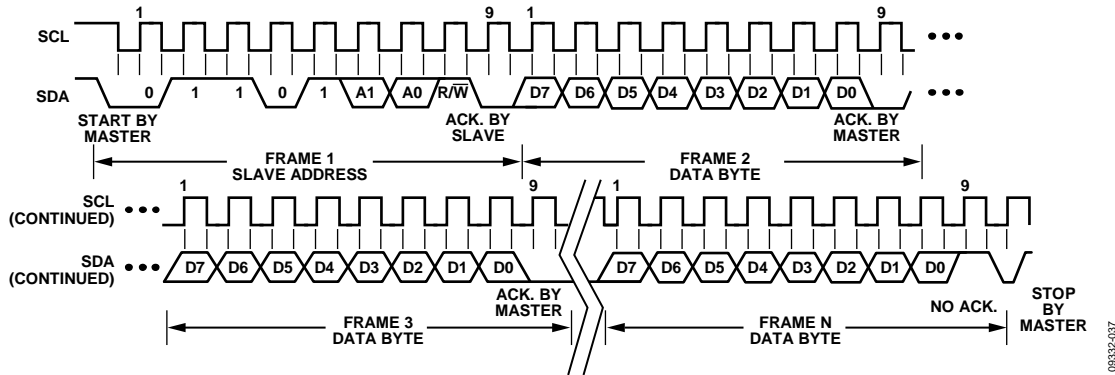 1 9 1 9
SCL
SDA 0 1 1 0 1 A1 A0 R/W̅ D7 D6 D5 D4 D3 D2 D1 D0
START BY MASTER
ACK. BY SLAVE
ACK. BY MASTER
FRAME 1 SLAVE ADDRESS
FRAME 2 DATA BYTE
1 9 1 9
SCL (CONTINUED)
SDA (CONTINUED) D7 D6 D5 D4 D3 D2 D1 D0 D7 D6 D5 D4 D3 D2 D1 D0
ACK. BY MASTER
NO ACK.
STOP BY MASTER
FRAME 3 DATA BYTE
FRAME N DATA BYTE
09332-037